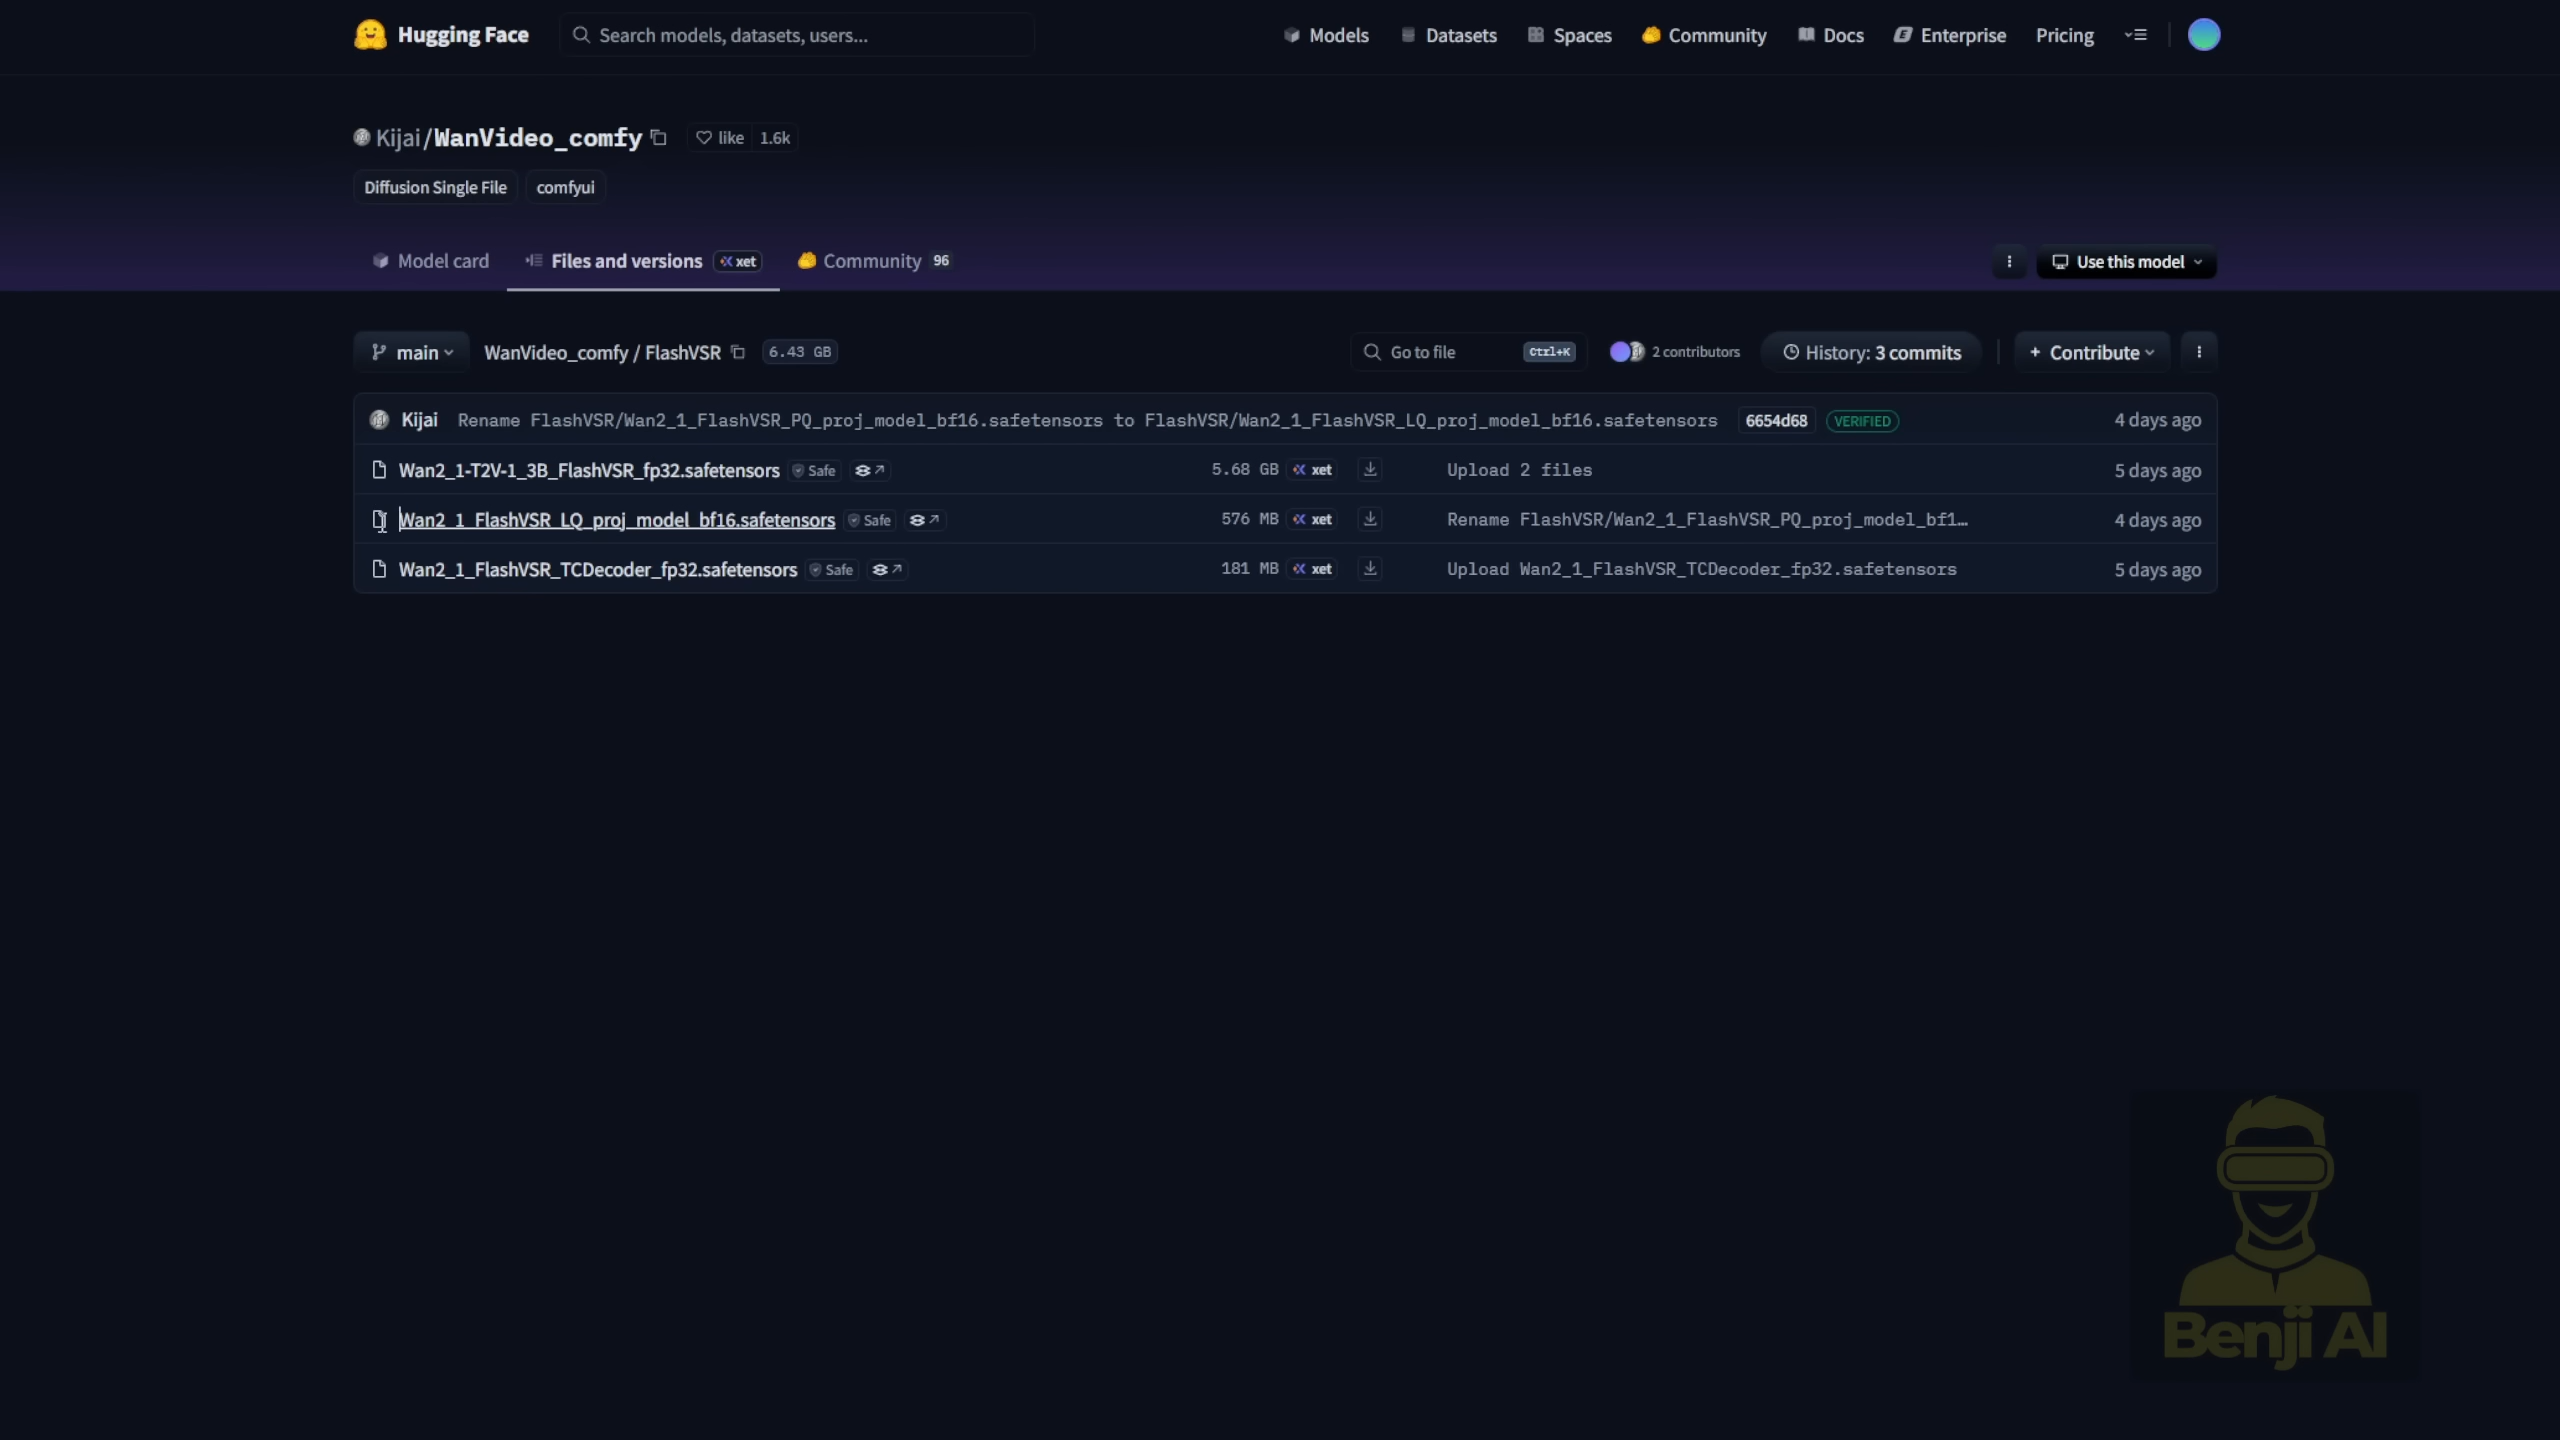 Hugging Face
Search models, datasets, users...
Models
Datasets
Spaces
Community
Docs
Enterprise
Pricing
Kijai/WanVideo_comfy
like 1.6k
Diffusion Single File
comfyui
Model card
Files and versions
xet
Community 96
Use this model
main
WanVideo_comfy / FlashVSR
6.43 GB
Go to file Ctrl+K
2 contributors
History: 3 commits
+ Contribute
Kijai Rename FlashVSR/Wan2_1_FlashVSR_PQ_proj_model_bf16.safetensors to FlashVSR/Wan2_1_FlashVSR_LQ_proj_model_bf16.safetensors 6654d68 VERIFIED 4 days ago
Wan2_1-T2V-1_3B_FlashVSR_fp32.safetensors Safe 5.68 GB xet Upload 2 files 5 days ago
Wan2_1_FlashVSR_LQ_proj_model_bf16.safetensors Safe 576 MB xet Rename FlashVSR/Wan2_1_FlashVSR_PQ_proj_model_bf1… 4 days ago
Wan2_1_FlashVSR_TCDecoder_fp32.safetensors Safe 181 MB xet Upload Wan2_1_FlashVSR_TCDecoder_fp32.safetensors 5 days ago
Benji AI